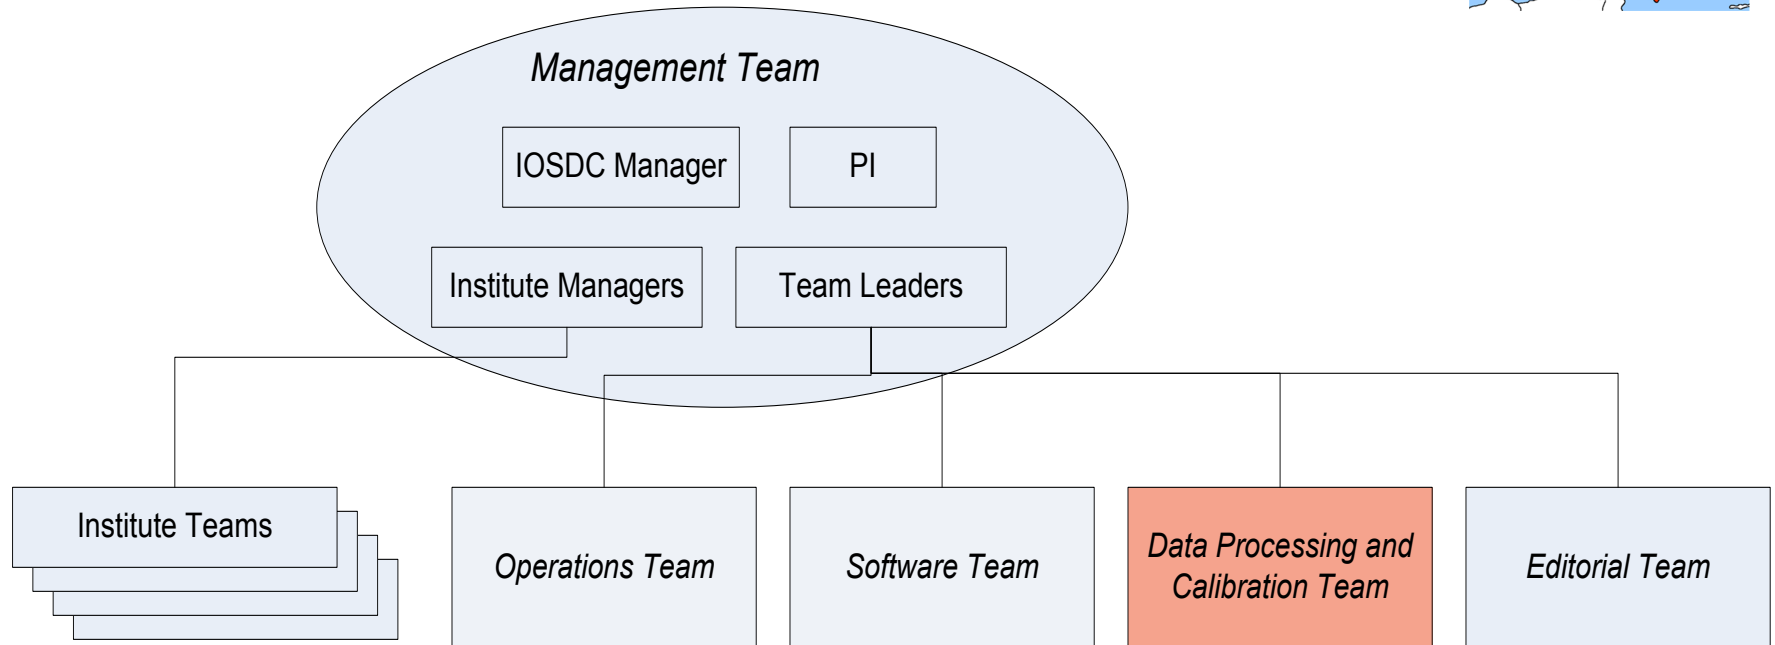 Management Team
IOSDC Manager
PI
Institute Managers
Team Leaders
Institute Teams
Operations Team
Software Team
Data Processing and
Calibration Team
Editorial Team